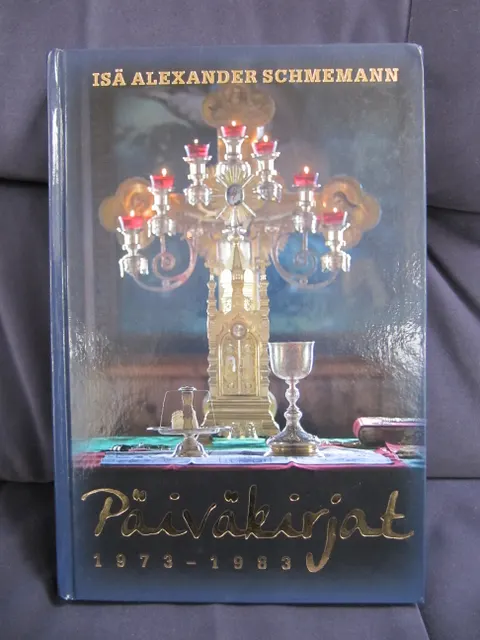 ISÄ ALEXANDER SCHMEMANN
Päiväkirjat
1973-1983